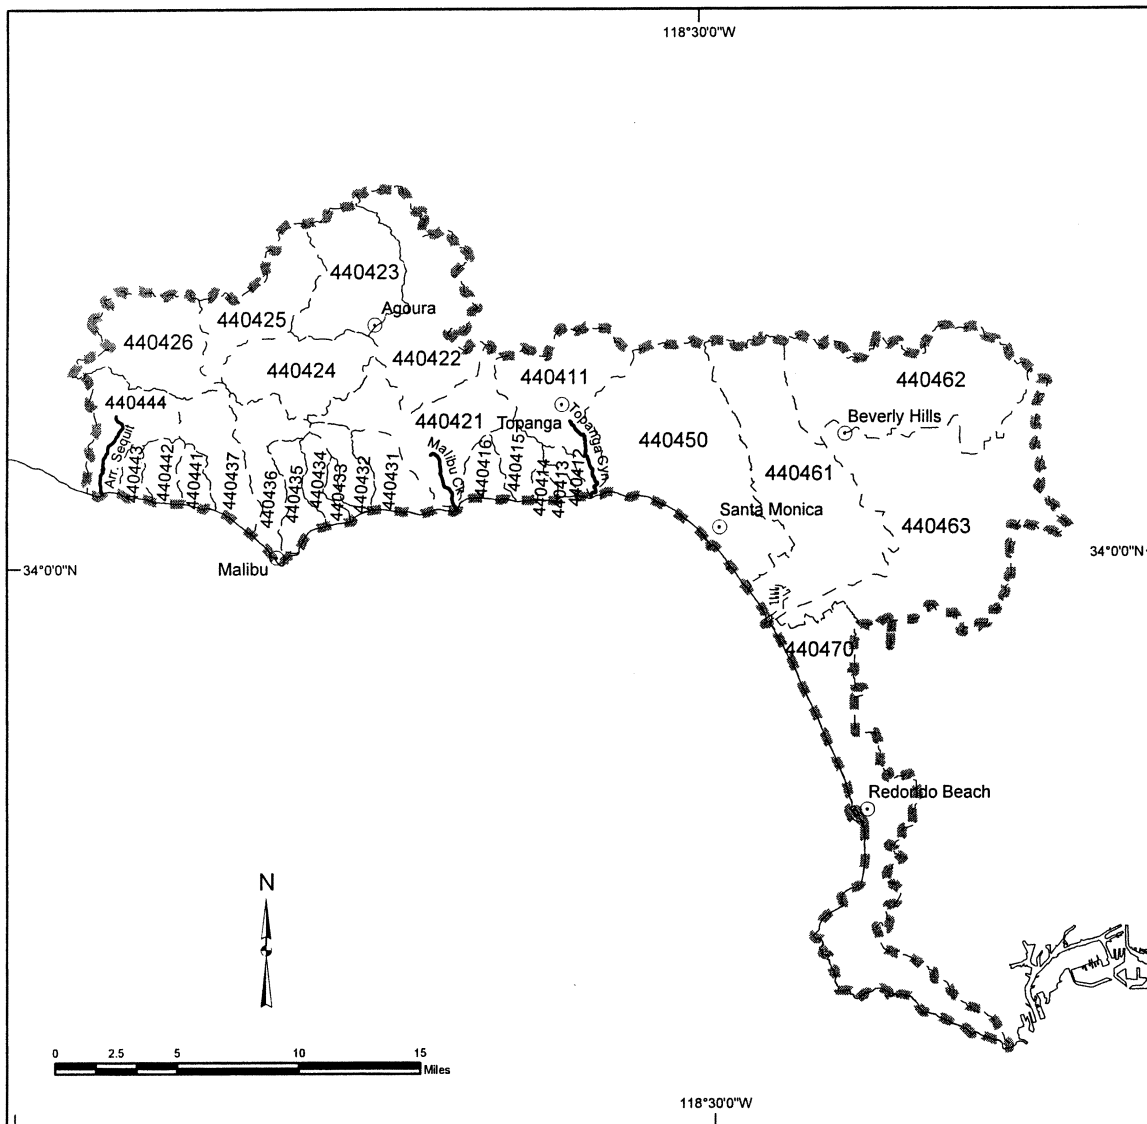 118°30'0"W
440423
Agoura
440425
440426
440422
440424
440411
440462
440444
440421
Topanga
Topanga Cyn.
Beverly Hills
440450
Arr. Sequit
440443
440442
440441
440437
440436
440435
440434
440433
440432
440431
Malibu Ck.
440416
440415
440414
440413
440412
440461
Santa Monica
440463
34°0'0"N
34°0'0"N
Malibu
440470
Redondo Beach
N
0 2.5 5 10 15
Miles
118°30'0"W